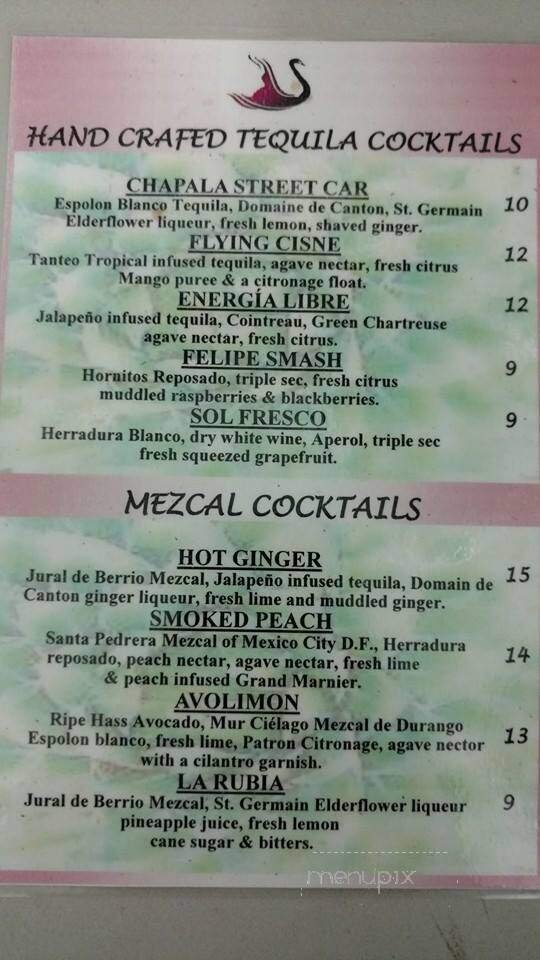 HAND CRAFED TEQUILA COCKTAILS
CHAPALA STREET CAR
Espolon Blanco Tequila, Domaine de Canton, St. Germain 10
Elderflower liqueur, fresh lemon, shaved ginger.
FLYING CISNE
Tanteo Tropical infused tequila, agave nectar, fresh citrus 12
Mango puree & a citronage float.
ENERGÍA LIBRE 12
Jalapeño infused tequila, Cointreau, Green Chartreuse
agave nectar, fresh citrus.
FELIPE SMASH 9
Hornitos Reposado, triple sec, fresh citrus
muddled raspberries & blackberries.
SOL FRESCO 9
Herradura Blanco, dry white wine, Aperol, triple sec
fresh squeezed grapefruit.
MEZCAL COCKTAILS
HOT GINGER
Jural de Berrio Mezcal, Jalapeño infused tequila, Domain de 15
Canton ginger liqueur, fresh lime and muddled ginger.
SMOKED PEACH
Santa Pedrera Mezcal of Mexico City D.F., Herradura
reposado, peach nectar, agave nectar, fresh lime 14
& peach infused Grand Marnier.
AVOLIMON
Ripe Hass Avocado, Mur Ciélago Mezcal de Durango
Espolon blanco, fresh lime, Patron Citronage, agave nector 13
with a cilantro garnish.
LA RUBIA
Jural de Berrio Mezcal, St. Germain Elderflower liqueur 9
pineapple juice, fresh lemon
cane sugar & bitters.
menupix